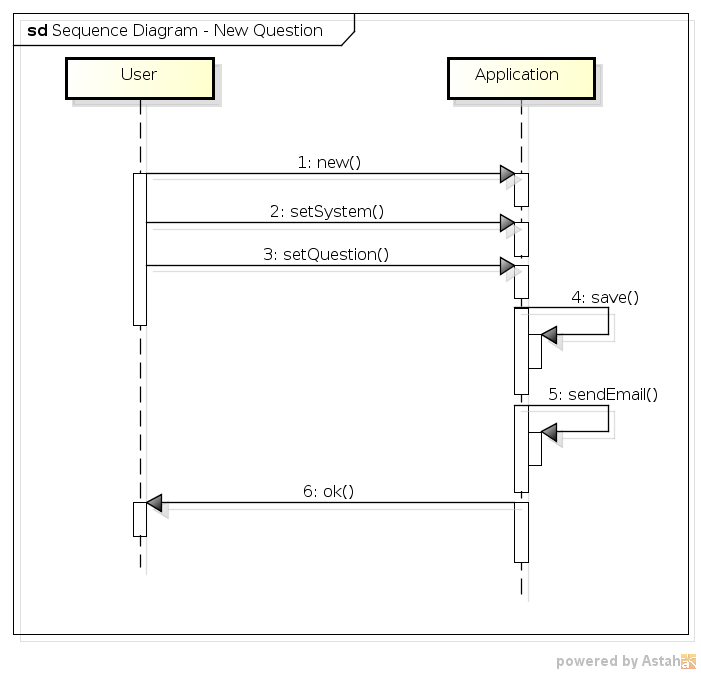 sd Sequence Diagram - New Question
User
Application
1: new()
2: setSystem()
3: setQuestion()
4: save()
5: sendEmail()
6: ok()
powered by Astah